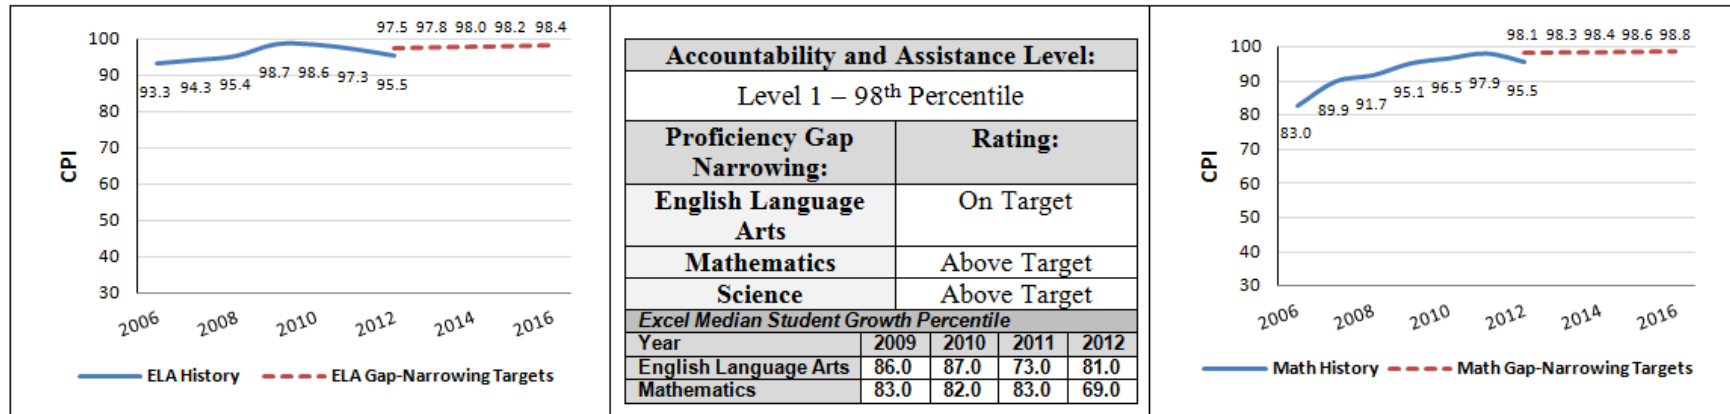 97.5 97.8 98.0 98.2 98.4
100
90
80
70
60
50
40
30
CPI
93.3 94.3 95.4 98.7 98.6 97.3 95.5
2006 2008 2010 2012 2014 2016
ELA History ELA Gap-Narrowing Targets
Accountability and Assistance Level:
Level 1 – 98th Percentile
Proficiency Gap
Narrowing:
Rating:
English Language
Arts
On Target
Mathematics Above Target
Science Above Target
Excel Median Student Growth Percentile
Year 2009 2010 2011 2012
English Language Arts 86.0 87.0 73.0 81.0
Mathematics 83.0 82.0 83.0 69.0
98.1 98.3 98.4 98.6 98.8
100
90
80
70
60
50
40
30
CPI
83.0 89.9 91.7 95.1 96.5 97.9 95.5
2006 2008 2010 2012 2014 2016
Math History Math Gap-Narrowing Targets